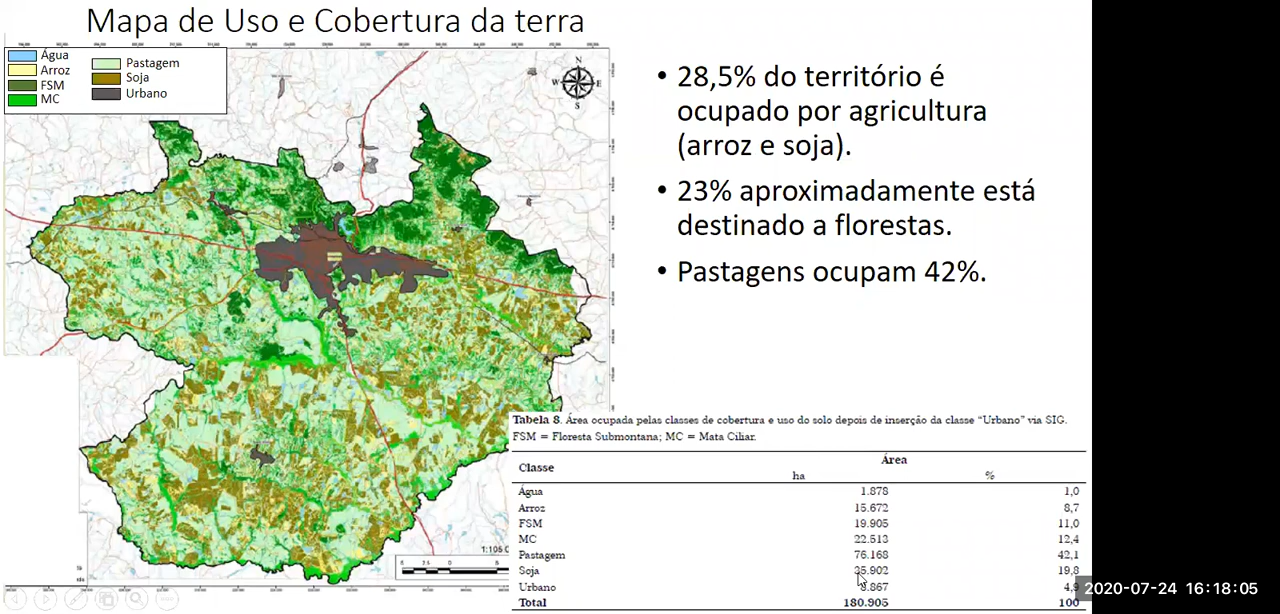 Mapa de Uso e Cobertura da terra
Água
Arroz
FSM
MC
Pastagem
Soja
Urbano
N
W
E
S
• 28,5% do território é
ocupado por agricultura
(arroz e soja).
• 23% aproximadamente está
destinado a florestas.
• Pastagens ocupam 42%.
Tabela 8. Área ocupada pelas classes de cobertura e uso do solo depois de inserção da classe “Urbano” via SIG.
FSM = Floresta Submontana; MC = Mata Ciliar.
Classe Área
ha %
Água 1.878 1,0
Arroz 15.672 8,7
FSM 19.905 11,0
MC 22.513 12,4
Pastagem 76.168 42,1
Soja 35.902 19,8
Urbano 8.867 4,9
Total 180.905 100
2020-07-24 16:18:05